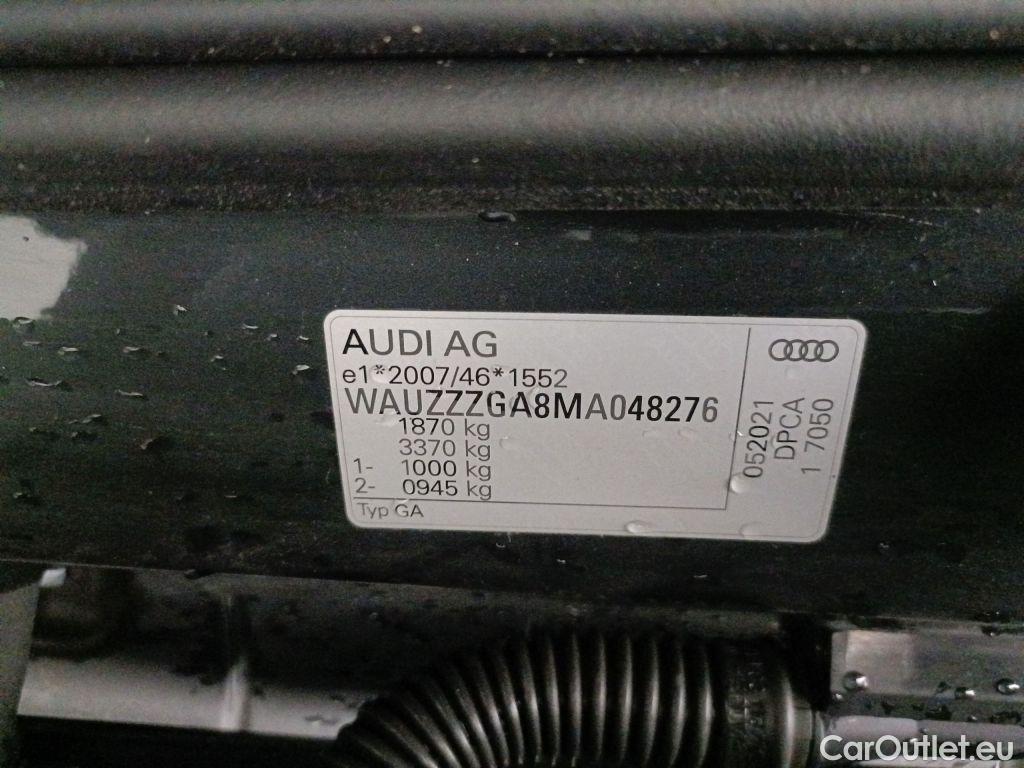 AUDI AG
e1*2007/46*1552
WAUZZZGA8MA048276
1870 kg
3370 kg
1- 1000 kg
2- 0945 kg
Typ GA
052021
DPCA
1 7050
CarOutlet.eu